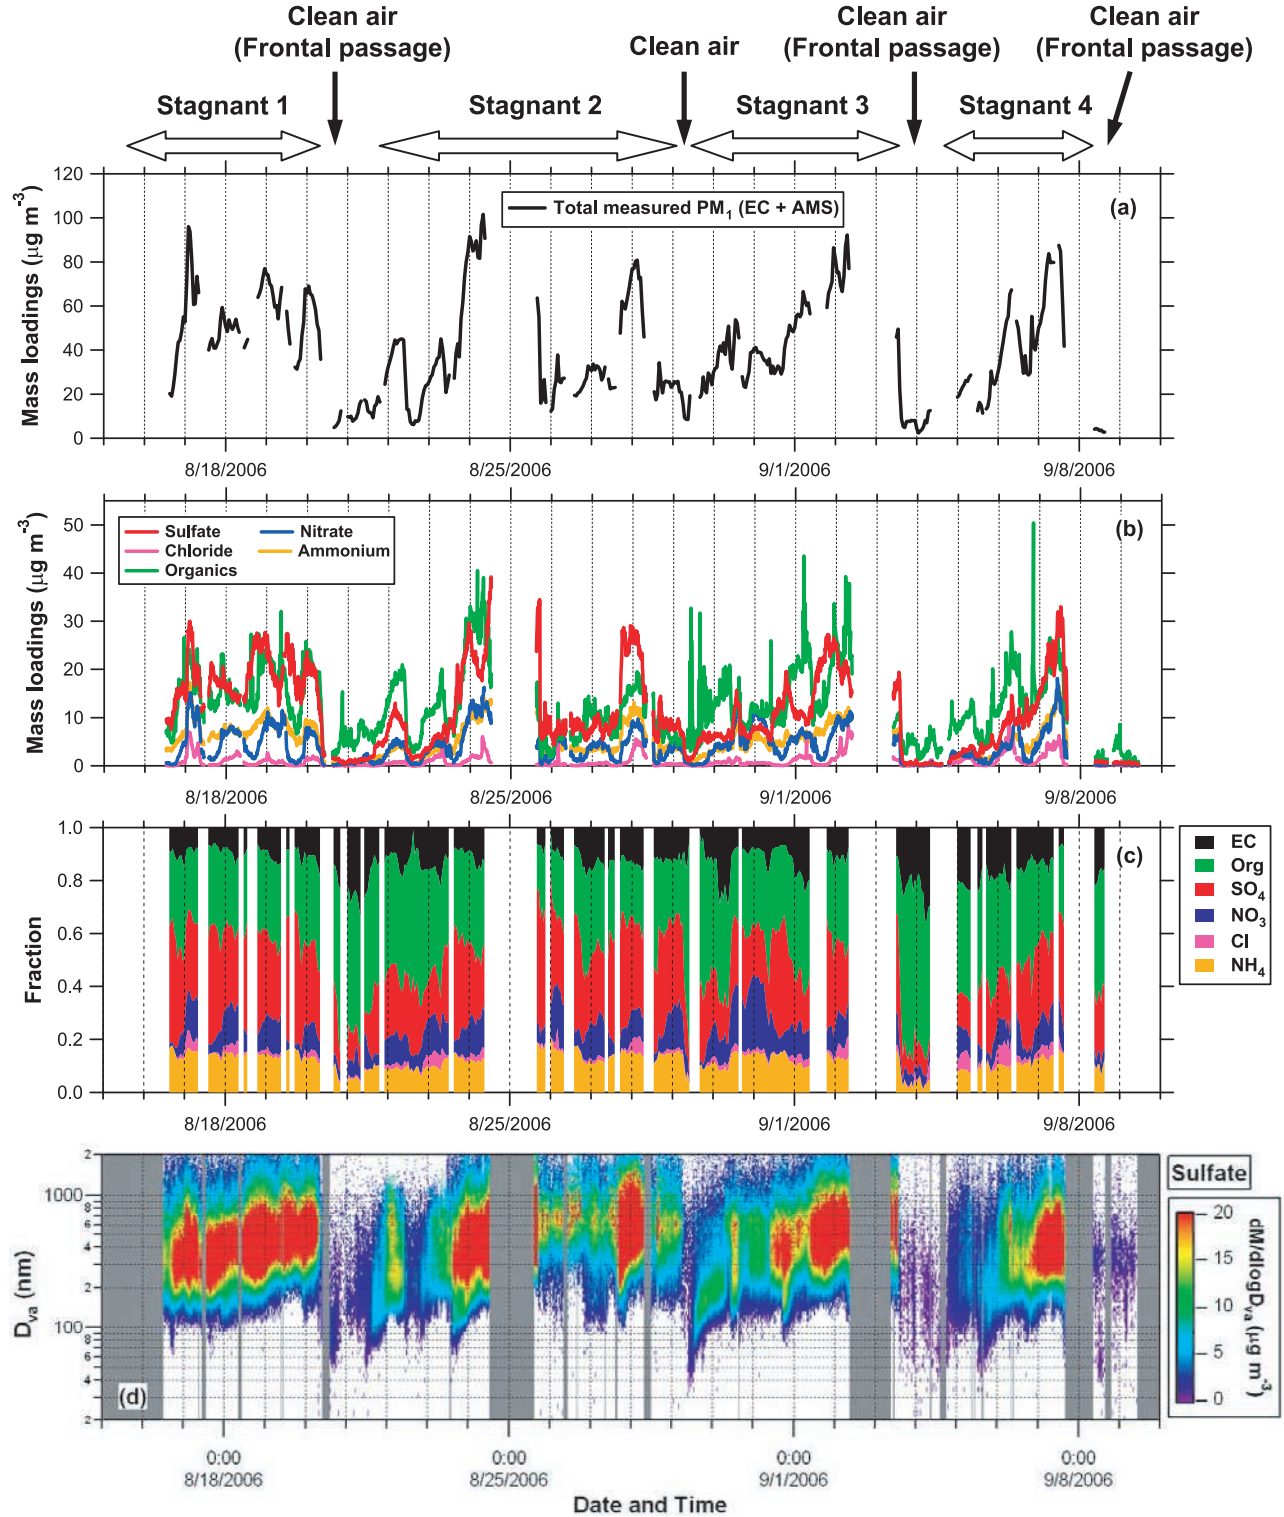 Clean air
(Frontal passage)
Clean air
Clean air
(Frontal passage)
Clean air
(Frontal passage)
Stagnant 1
Stagnant 2
Stagnant 3
Stagnant 4
120
100
80
60
40
20
0
Mass loadings (μg m⁻³)
Total measured PM₁ (EC + AMS)
(a)
8/18/2006
8/25/2006
9/1/2006
9/8/2006
50
40
30
20
10
0
Mass loadings (μg m⁻³)
Sulfate
Nitrate
Chloride
Ammonium
Organics
(b)
8/18/2006
8/25/2006
9/1/2006
9/8/2006
1.0
0.8
0.6
0.4
0.2
0.0
Fraction
(c)
EC
Org
SO₄
NO₃
Cl
NH₄
8/18/2006
8/25/2006
9/1/2006
9/8/2006
2
1000
8
6
4
2
100
8
6
4
2
D_va (nm)
(d)
Sulfate
20
15
10
5
0
dM/dlogD_va (μg m⁻³)
0:00
8/18/2006
0:00
8/25/2006
0:00
9/1/2006
0:00
9/8/2006
Date and Time